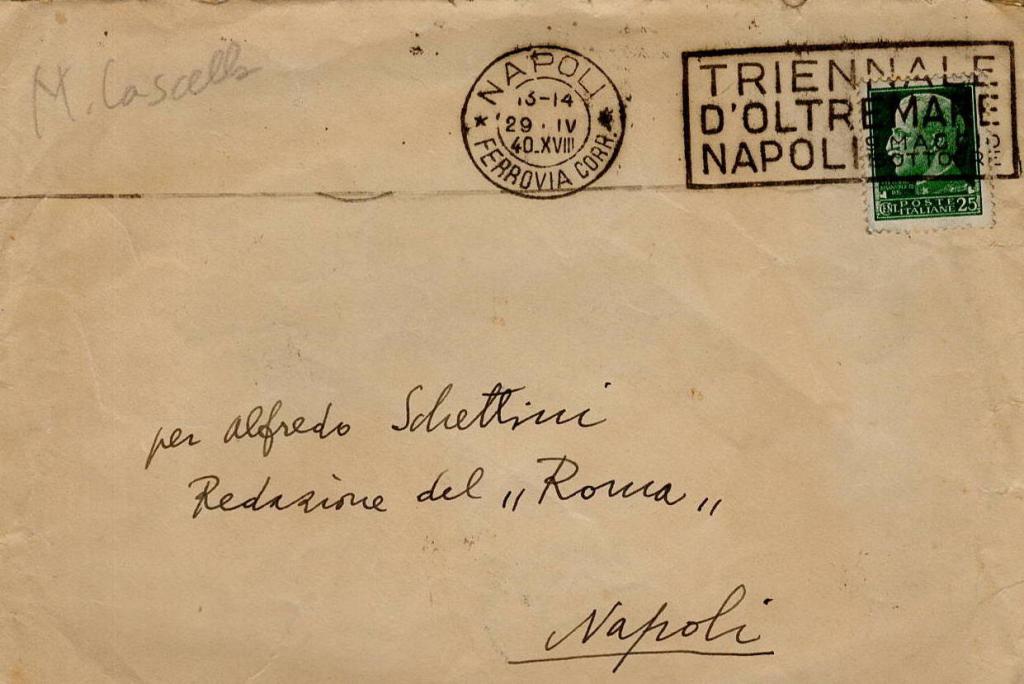 M. Cascella
NAPOLI
13-14
29 . IV
40.XVIII
FERROVIA CORR.
TRIENNALE
D'OLTREMARE
NAPOLI
POSTE
CENT ITALIANE 25
per Alfredo Schettini
Redazione del „Roma„
Napoli